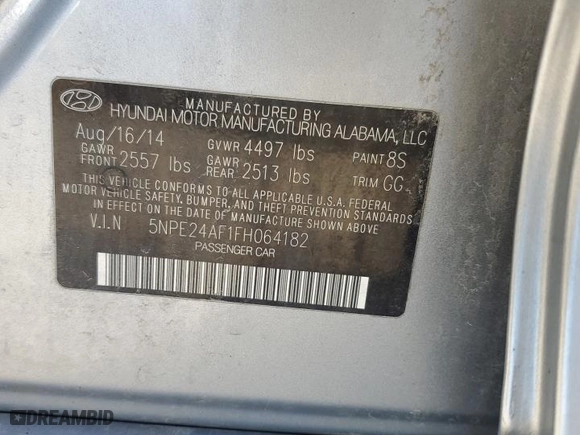 MANUFACTURED BY
HYUNDAI MOTOR MANUFACTURING ALABAMA, LLC
Aug/16/14 GVWR 4497 lbs PAINT 8S
GAWR FRONT 2557 lbs GAWR REAR 2513 lbs TRIM GC
THIS VEHICLE CONFORMS TO ALL APPLICABLE U.S.A. FEDERAL
MOTOR VEHICLE SAFETY, BUMPER, AND THEFT PREVENTION STANDARDS
IN EFFECT ON THE DATE OF MANUFACTURE SHOWN ABOVE.
V.I.N 5NPE24AF1FH064182
PASSENGER CAR
DREAMBID